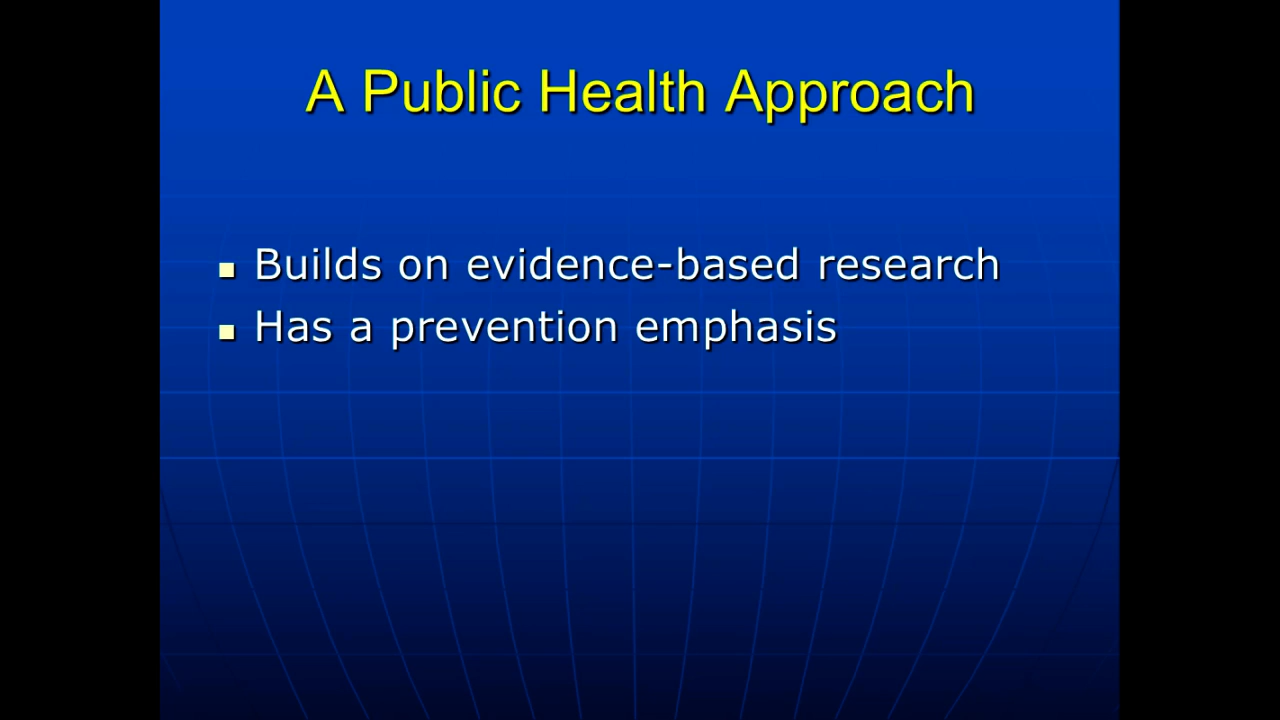 A Public Health Approach
Builds on evidence-based research
Has a prevention emphasis